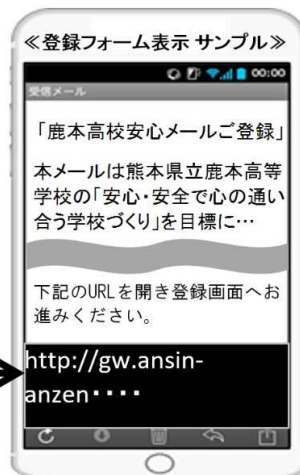 ≪登録フォーム表示 サンプル≫
00:00
受信メール
「鹿本高校安心メールご登録」
本メールは熊本県立鹿本高等
学校の「安心・安全で心の通い
合う学校づくり」を目標に…
下記のURLを開き登録画面へお
進みください。
http://gw.ansin-
anzen・・・・